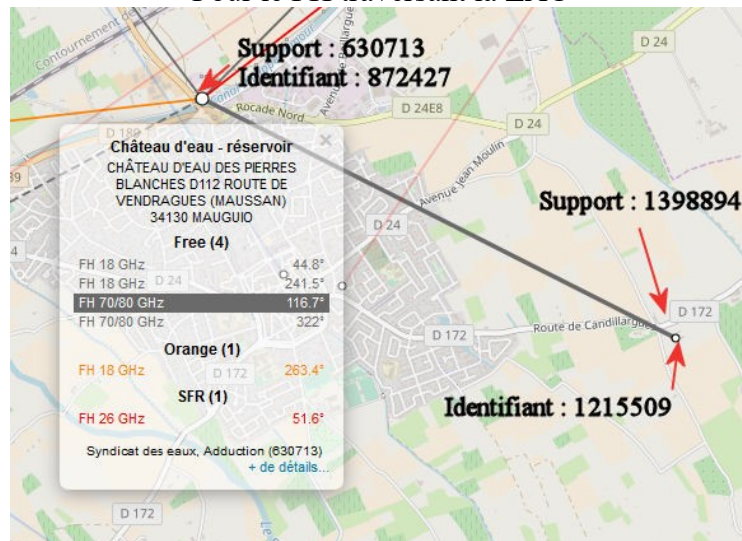 Contournement
Support : 630713
Identifiant : 872427
D 24
Rocade Nord
D 24E8
D 24
D 189
Château d'eau - réservoir
CHÂTEAU D'EAU DES PIERRES
BLANCHES D112 ROUTE DE
VENDRAGUES (MAUSSAN)
34130 MAUGUIO
Free (4)
FH 18 GHz 44.8°
FH 18 GHz 241.5°
FH 70/80 GHz 116.7°
FH 70/80 GHz 322°
Orange (1)
FH 18 GHz 263.4°
SFR (1)
FH 26 GHz 51.6°
Syndicat des eaux, Adduction (630713)
+ de détails...
Avenue Jean Moulin
D 24
D 24
D 172
D 172
Support : 1398894
D 172
Route de Candillargues
Identifiant : 1215509
D 172